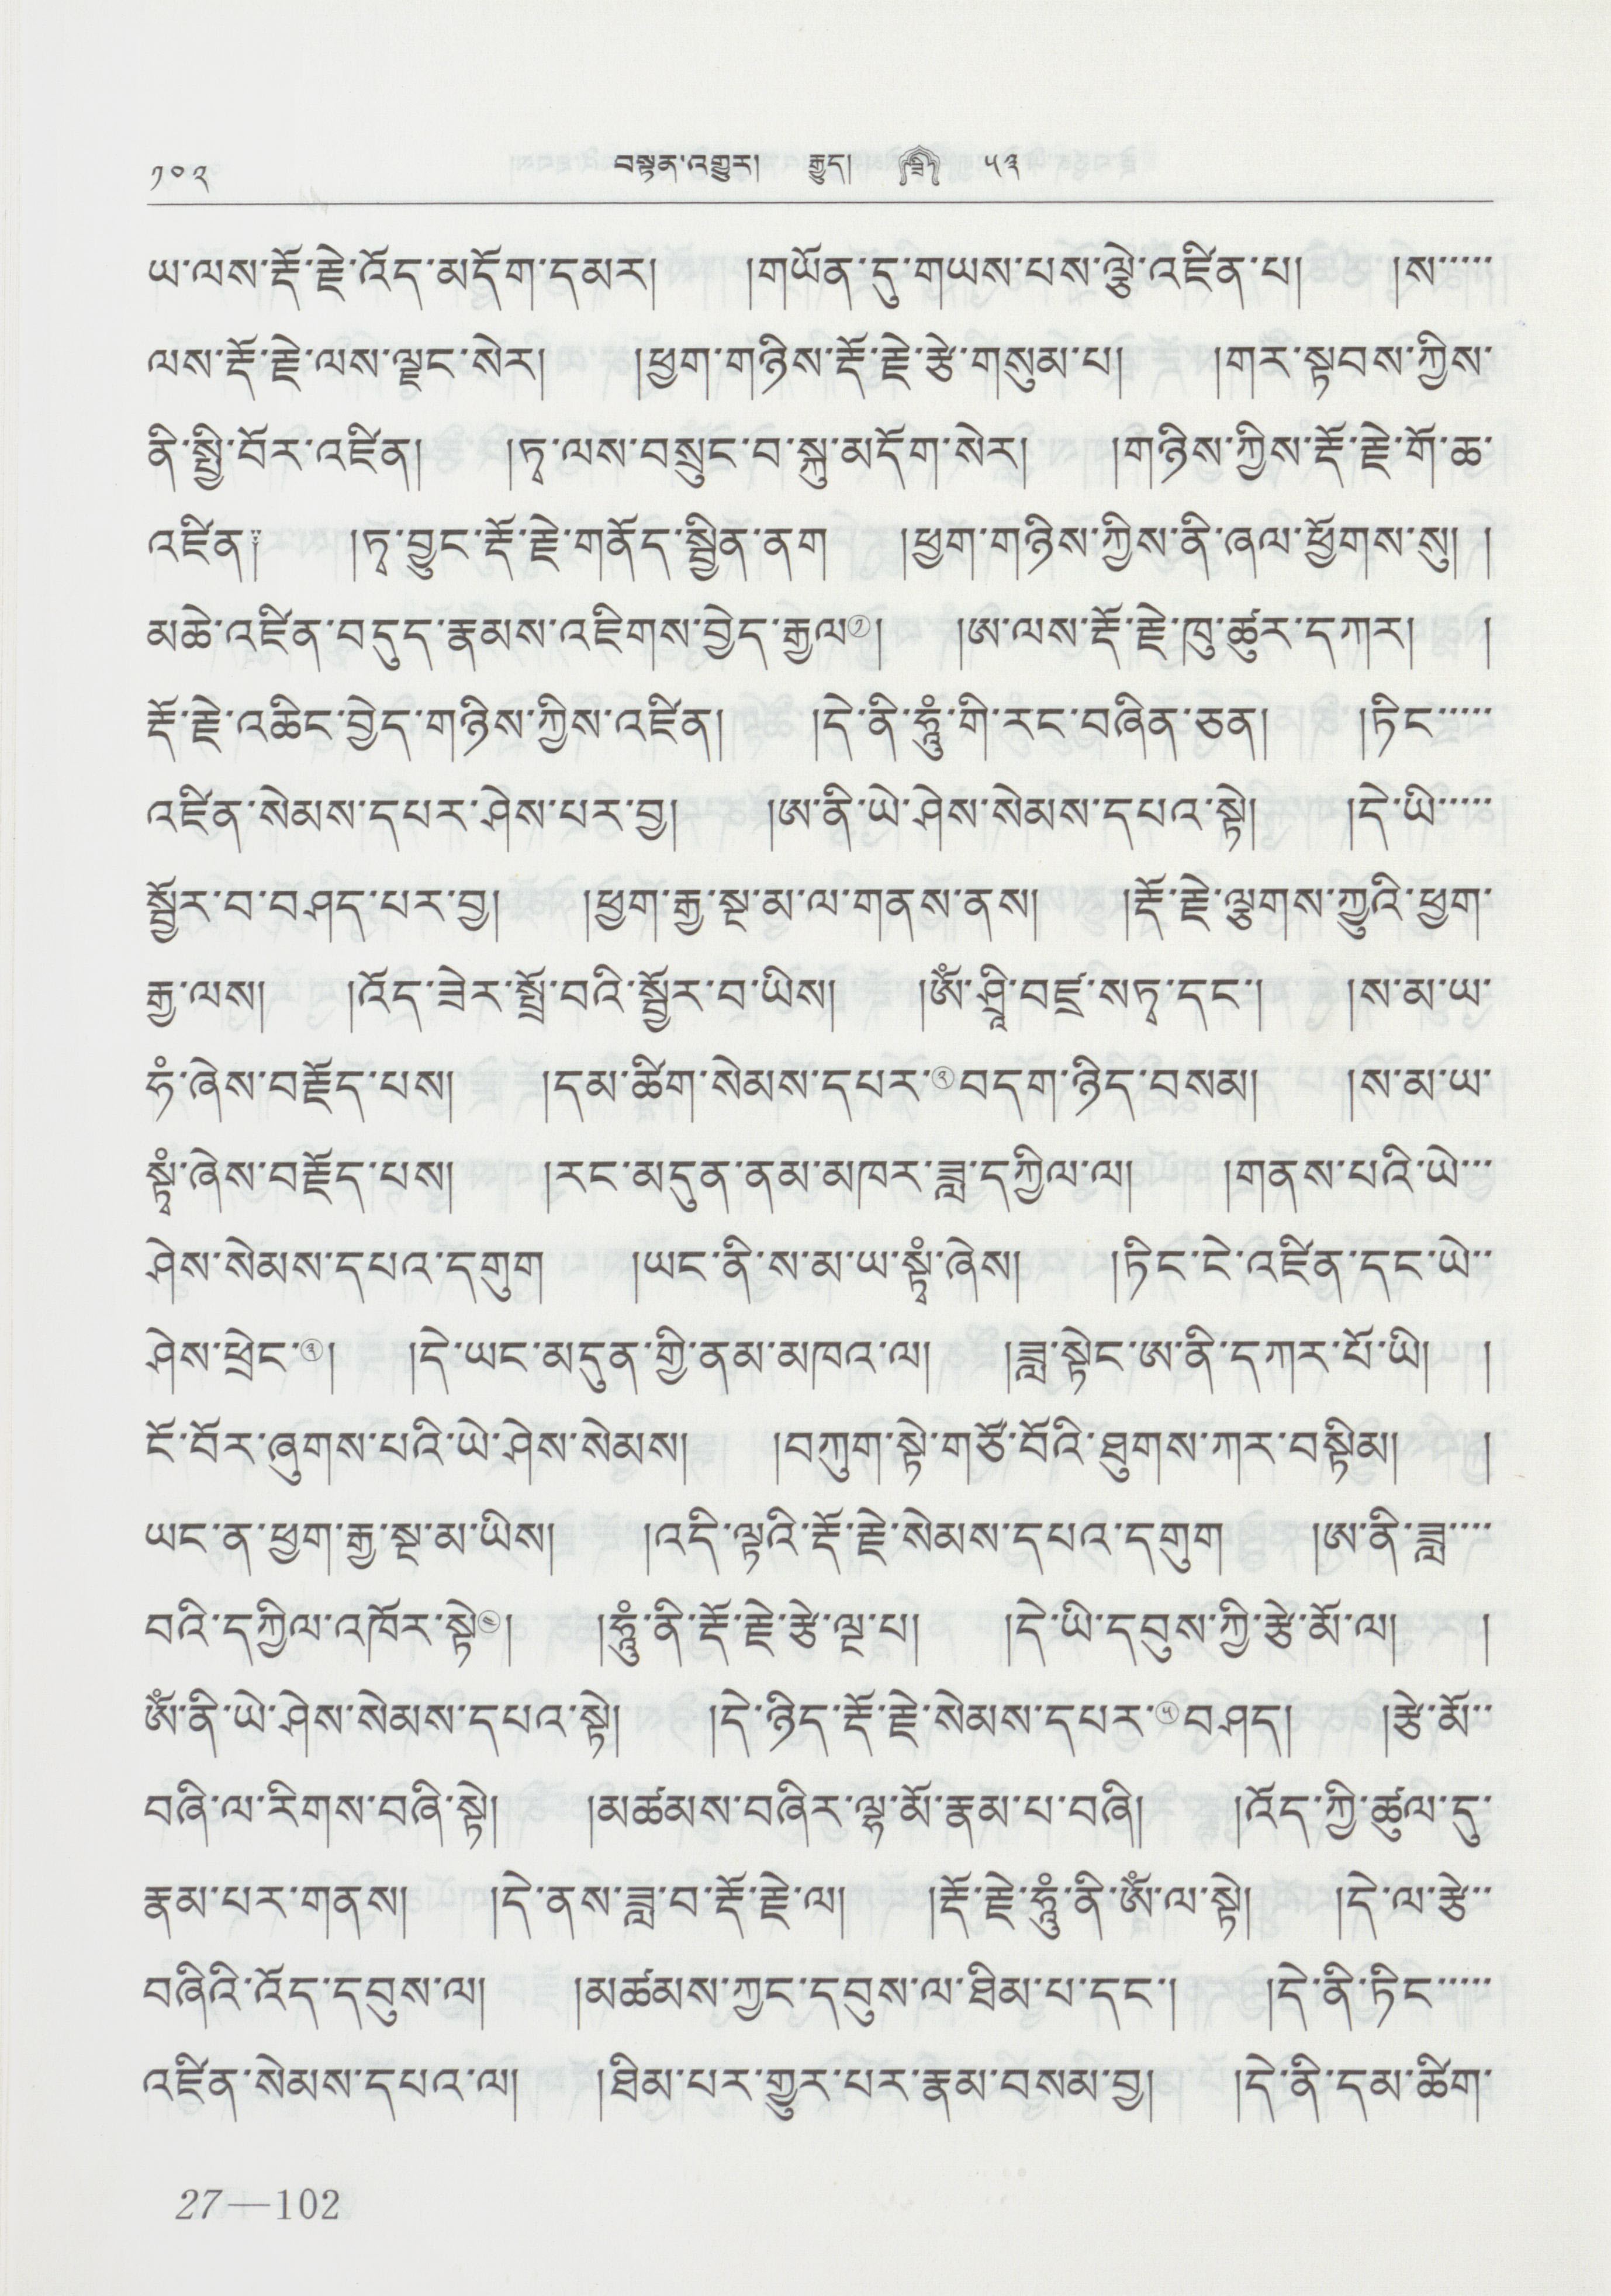 ༡༠༢ བསྟན་འགྱུར། རྒྱུད། ༥༣
ཡ་ལས་རྡོ་རྗེ་འོད་མདོག་དམར། །གཡོན་དུ་གཡས་པས་ལྕེ་འཛིན་པ། །ས་་་་་
ལས་རྡོ་རྗེ་ལས་ལྗང་སེར། །ཕྱག་གཉིས་རྡོ་རྗེ་རྩེ་གསུམ་པ། །གར་སྟབས་ཀྱིས་
ནི་སྤྱི་བོར་འཛིན། །ཏྭ་ལས་བསྲུང་བ་སྐུ་མདོག་སེར། །གཉིས་ཀྱིས་རྡོ་རྗེ་གོ་ཆ་
འཛིན༑ །ཏྭ་བྱུང་རྡོ་རྗེ་གནོད་སྦྱིན་ནག །ཕྱག་གཉིས་ཀྱིས་ནི་ཞལ་ཕྱོགས་སུ། །
མཆེ་འཛིན་བདུད་རྣམས་འཇིགས་བྱེད་རྒྱལ༡། །ཨ་ལས་རྡོ་རྗེ་ཁུ་ཚུར་དཀར། །
རྡོ་རྗེ་འཆིང་བྱེད་གཉིས་ཀྱིས་འཛིན། །དེ་ནི་ཧཱུྃ་གི་རང་བཞིན་ཅན། །ཏིང་་་་་
འཛིན་སེམས་དཔར་ཤེས་པར་བྱ། །ཨ་ནི་ཡེ་ཤེས་སེམས་དཔའ་སྟེ། །དེ་ཡི་་་་་
སྦྱོར་བ་བཤད་པར་བྱ། །ཕྱག་རྒྱ་སྔ་མ་ལ་གནས་ནས། །རྡོ་རྗེ་ལྕགས་ཀྱུའི་ཕྱག་
རྒྱ་ལས། །འོད་ཟེར་སྤྲོ་བའི་སྦྱོར་བ་ཡིས། །ཨོཾ་ཤྲཱི་བཛྲ་སཏྭ་དང་། །ས་མ་ཡ་
ཧཾ་ཞེས་བརྗོད་པས། །དམ་ཚིག་སེམས་དཔར་༢བདག་ཉིད་བསམ། །ས་མ་ཡ་
སྟྭཾ་ཞེས་བརྗོད་པས། །རང་མདུན་ནམ་མཁར་ཟླ་དཀྱིལ་ལ། །གནས་པའི་ཡེ་་་
ཤེས་སེམས་དཔའ་དགུག །ཡང་ནི་ས་མ་ཡ་སྟྭཾ་ཞེས། །ཏིང་ངེ་འཛིན་དང་ཡེ་་
ཤེས་ཕྲེང་༣། །དེ་ཡང་མདུན་གྱི་ནམ་མཁའ་ལ། །ཟླ་སྟེང་ཨ་ནི་དཀར་པོ་ཡི། །
ངོ་བོར་ཞུགས་པའི་ཡེ་ཤེས་སེམས། །བཀུག་སྟེ་གཙོ་བོའི་ཐུགས་ཀར་བསྟིམ། །
ཡང་ན་ཕྱག་རྒྱ་སྔ་མ་ཡིས། །འདི་ལྟའི་རྡོ་རྗེ་སེམས་དཔའ་དགུག །ཨ་ནི་ཟླ་་་་
བའི་དཀྱིལ་འཁོར་སྟེ༤། །ཧཱུྃ་ནི་རྡོ་རྗེ་རྩེ་ལྔ་པ། །དེ་ཡི་དབུས་ཀྱི་རྩེ་མོ་ལ། །
ཨོཾ་ནི་ཡེ་ཤེས་སེམས་དཔའ་སྟེ། །དེ་ཉིད་རྡོ་རྗེ་སེམས་དཔར་༥བཤད། །རྩེ་མོ་་
བཞི་ལ་རིགས་བཞི་སྟེ། །མཚམས་བཞིར་ལྷ་མོ་རྣམ་པ་བཞི། །འོད་ཀྱི་ཚུལ་དུ་
རྣམ་པར་གནས། །དེ་ནས་ཟླ་བ་རྡོ་རྗེ་ལ། །རྡོ་རྗེ་ཧཱུྃ་ནི་ཨོཾ་ལ་སྟེ། །དེ་ལ་རྩེ་་
བཞིའི་འོད་དབུས་ལ། །མཚམས་ཀྱང་དབུས་ལ་ཐིམ་པ་དང་། །དེ་ནི་ཏིང་་་་་
འཛིན་སེམས་དཔའ་ལ། །ཐིམ་པར་གྱུར་པར་རྣམ་བསམ་བྱ། །དེ་ནི་དམ་ཚིག་
27—102